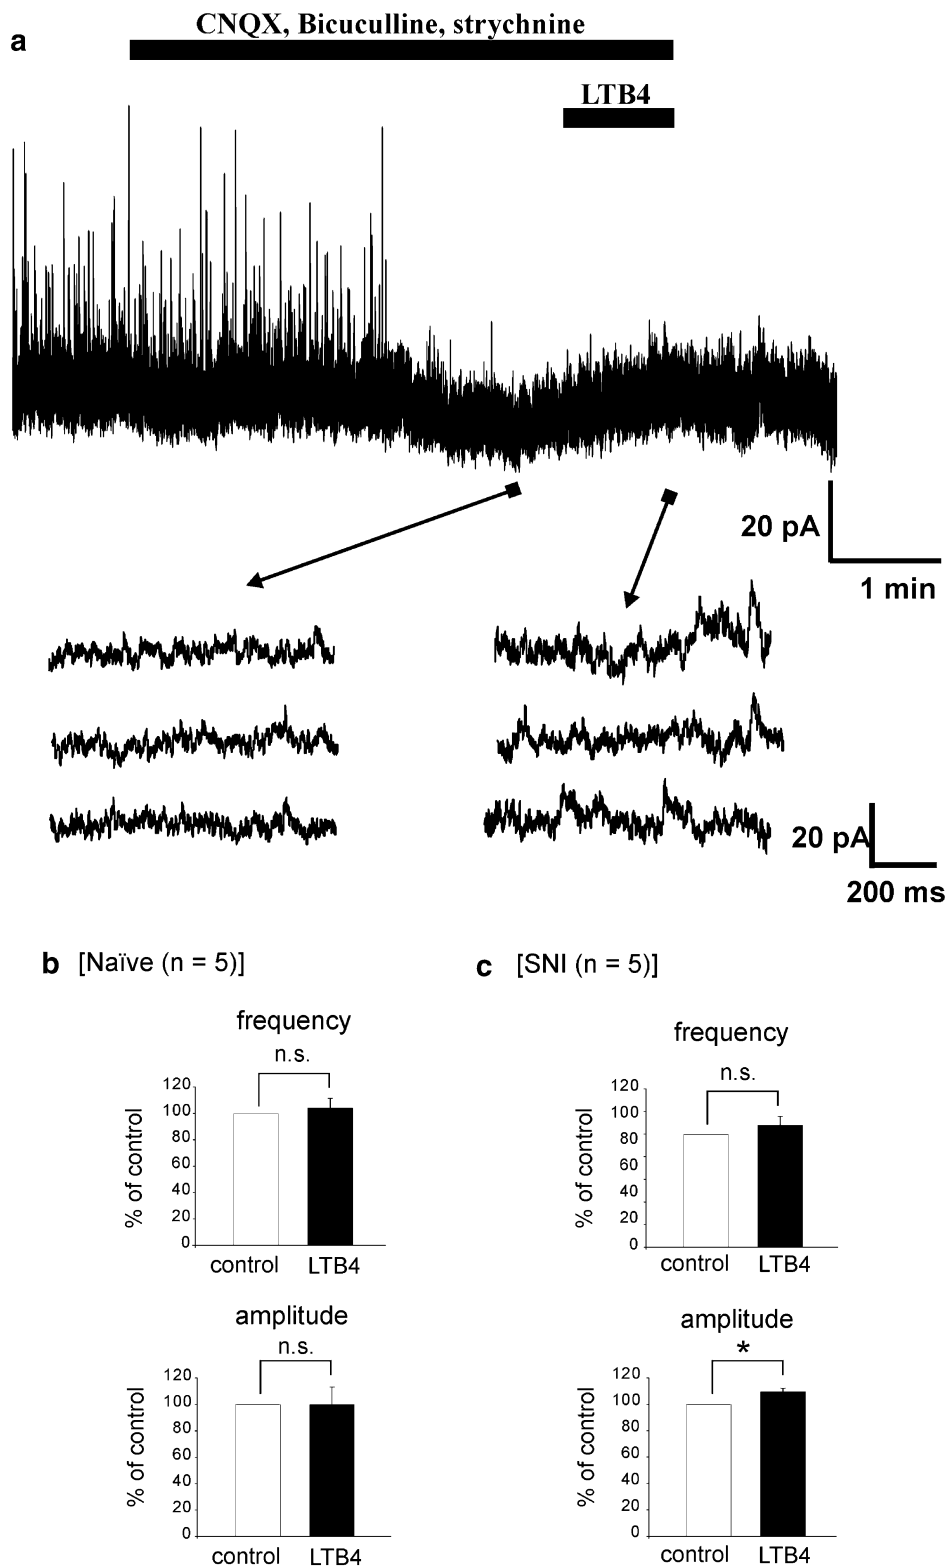 a
CNQX, Bicuculline, strychnine
LTB4
20 pA
1 min
20 pA
200 ms
b [Naïve (n = 5)]
frequency
n.s.
120
100
80
60
40
20
0
% of control
control LTB4
amplitude
n.s.
120
100
80
60
40
20
0
% of control
control LTB4
c [SNI (n = 5)]
frequency
n.s.
120
100
80
60
40
20
0
% of control
control LTB4
amplitude
*
120
100
80
60
40
20
0
% of control
control LTB4